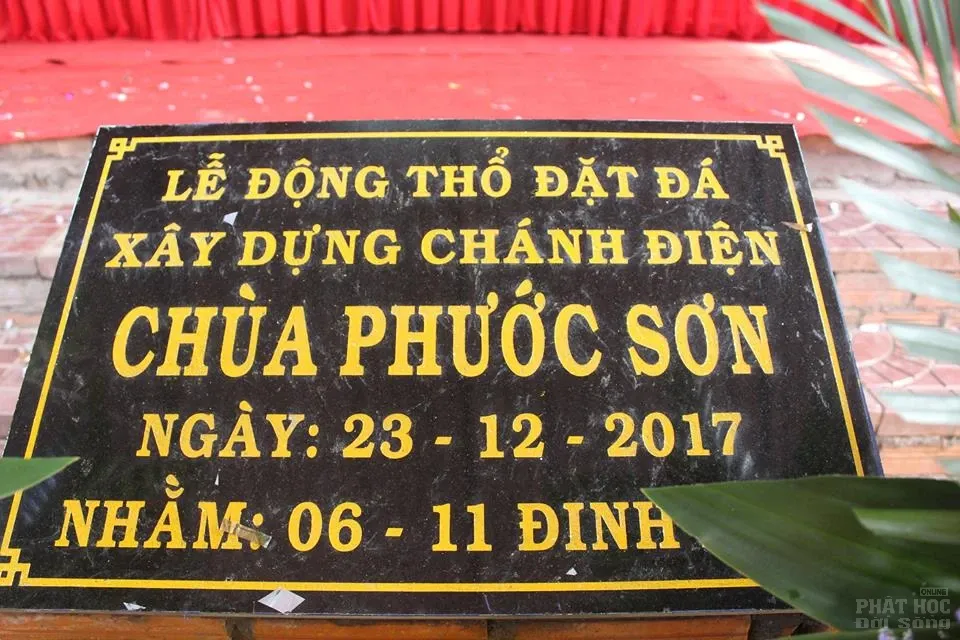 LỄ ĐỘNG THỔ ĐẶT ĐÁ
XÂY DỰNG CHÁNH ĐIỆN
CHÙA PHƯỚC SƠN
NGÀY: 23 - 12 - 2017
NHẰM: 06 - 11 ĐINH
ONLINE
PHẬT HỌC
Đời Sống